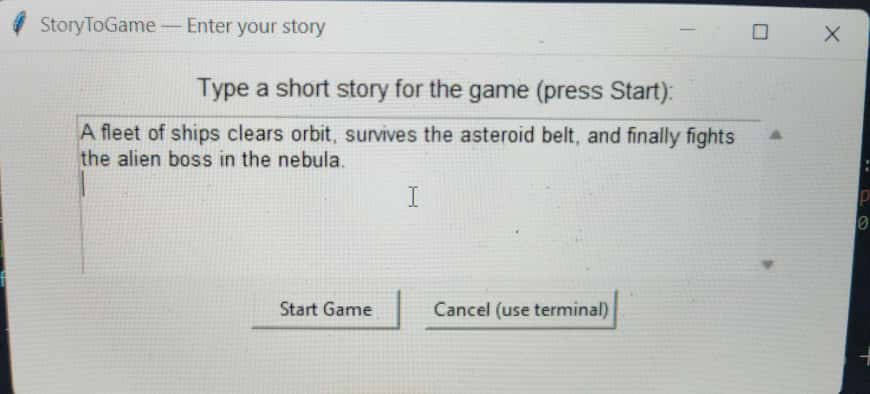 StoryToGame — Enter your story
Type a short story for the game (press Start):
A fleet of ships clears orbit, survives the asteroid belt, and finally fights
the alien boss in the nebula.
Start Game
Cancel (use terminal)